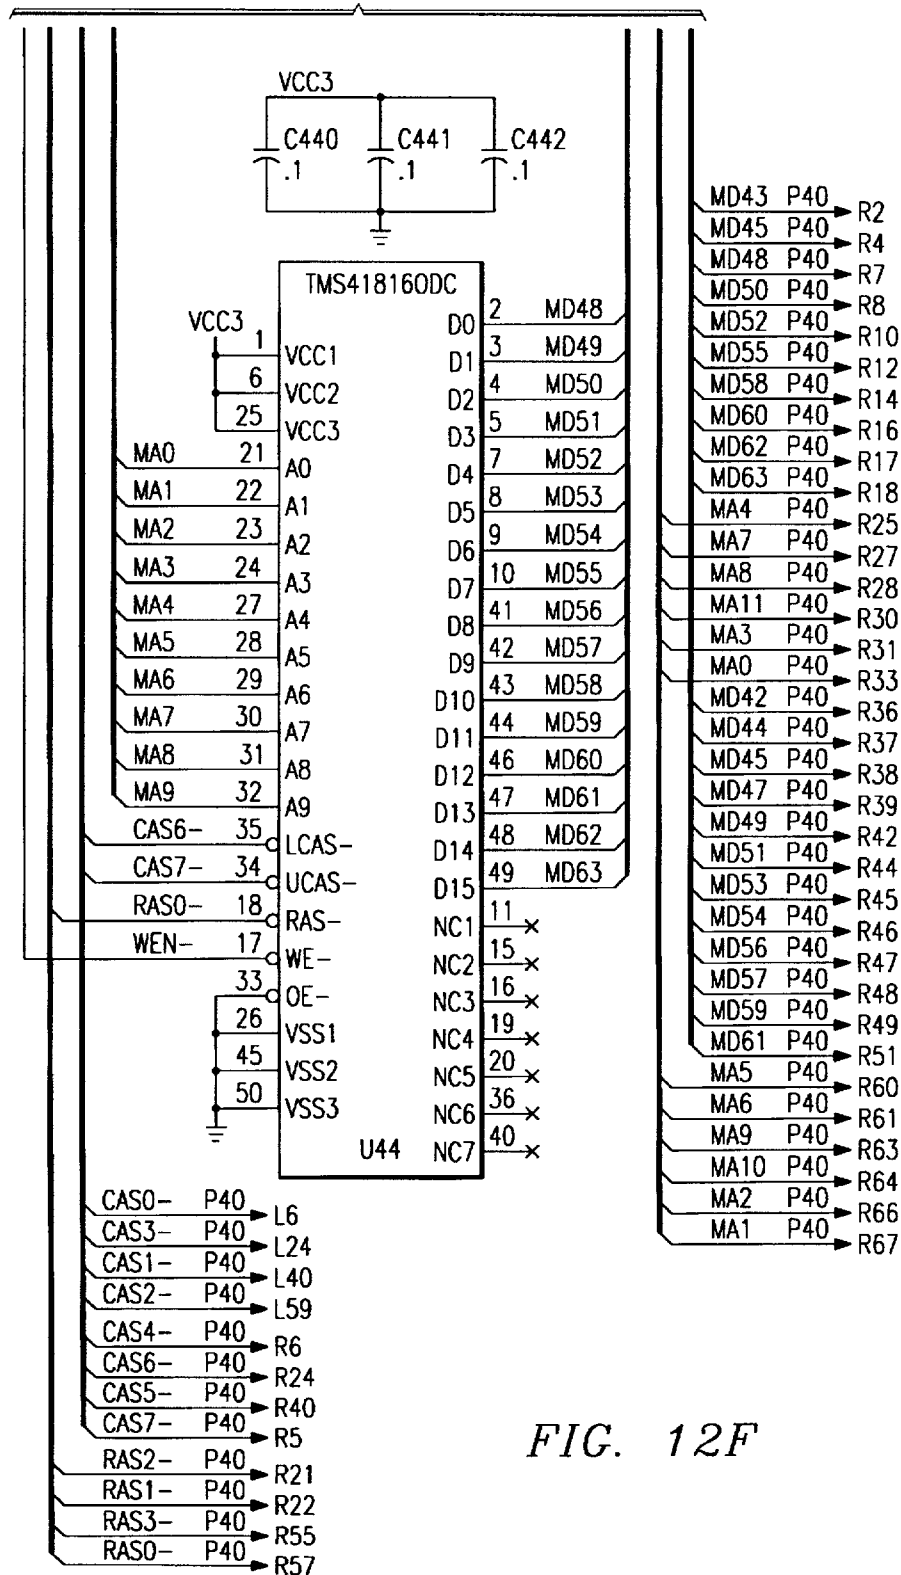 VCC3
C440 C441 C442
.1 .1 .1
TMS418160DC
VCC3
1 VCC1
6 VCC2
25 VCC3
MA0 21 A0
MA1 22 A1
MA2 23 A2
MA3 24 A3
MA4 27 A4
MA5 28 A5
MA6 29 A6
MA7 30 A7
MA8 31 A8
MA9 32 A9
CAS6- 35 LCAS-
CAS7- 34 UCAS-
RAS0- 18 RAS-
WEN- 17 WE-
33 OE-
26 VSS1
45 VSS2
50 VSS3
U44
D0 2 MD48
D1 3 MD49
D2 4 MD50
D3 5 MD51
D4 7 MD52
D5 8 MD53
D6 9 MD54
D7 10 MD55
D8 41 MD56
D9 42 MD57
D10 43 MD58
D11 44 MD59
D12 46 MD60
D13 47 MD61
D14 48 MD62
D15 49 MD63
NC1 11
NC2 15
NC3 16
NC4 19
NC5 20
NC6 36
NC7 40
MD43 P40 R2
MD45 P40 R4
MD48 P40 R7
MD50 P40 R8
MD52 P40 R10
MD55 P40 R12
MD58 P40 R14
MD60 P40 R16
MD62 P40 R17
MD63 P40 R18
MA4 P40 R25
MA7 P40 R27
MA8 P40 R28
MA11 P40 R30
MA3 P40 R31
MA0 P40 R33
MD42 P40 R36
MD44 P40 R37
MD45 P40 R38
MD47 P40 R39
MD49 P40 R42
MD51 P40 R44
MD53 P40 R45
MD54 P40 R46
MD56 P40 R47
MD57 P40 R48
MD59 P40 R49
MD61 P40 R51
MA5 P40 R60
MA6 P40 R61
MA9 P40 R63
MA10 P40 R64
MA2 P40 R66
MA1 P40 R67
CAS0- P40 L6
CAS3- P40 L24
CAS1- P40 L40
CAS2- P40 L59
CAS4- P40 R6
CAS6- P40 R24
CAS5- P40 R40
CAS7- P40 R5
RAS2- P40 R21
RAS1- P40 R22
RAS3- P40 R55
RAS0- P40 R57
FIG. 12F